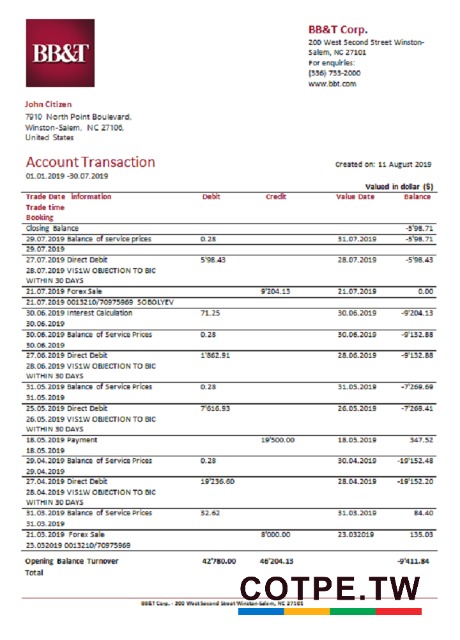 BB&T
BB&T Corp.
200 West Second Street Winston-
Salem, NC 27101
For enquiries:
(336) 733-2000
www.bbt.com
John Citizen
7910 North Point Boulevard,
Winston-Salem, NC 27106,
United States
Account Transaction
Created on: 11 August 2019
01.01.2019 -30.07.2019
Valued in dollar ($)
Trade Date information Debit Credit Value Date Balance
Trade time
Booking
Closing Balance -5'98.71
29.07.2019 Balance of service prices 0.28 31.07.2019 -5'98.71
29.07.2019
27.07.2019 Direct Debit 5'98.43 28.07.2019 -5'98.43
28.07.2019 VIS1W OBJECTION TO BIC
WITHIN 30 DAYS
21.07.2019 Forex Sale 9'204.13 21.07.2019 0.00
21.07.2019 0013210/70975969 SOBOLYEV
30.06.2019 Interest Calculation 71.25 30.06.2019 -9'204.13
30.06.2019
30.06.2019 Balance of Service Prices 0.28 30.06.2019 -9'132.88
30.06.2019
27.06.2019 Direct Debit 1'862.91 28.06.2019 -9'132.88
28.06.2019 VIS1W OBJECTION TO BIC
WITHIN 30 DAYS
31.05.2019 Balance of Service Prices 0.28 31.05.2019 -7'269.69
31.05.2019
25.05.2019 Direct Debit 7'616.93 26.05.2019 -7'269.41
26.05.2019 VIS1W OBJECTION TO BIC
WITHIN 30 DAYS
18.05.2019 Payment 19'500.00 18.05.2019 347.52
18.05.2019
29.04.2019 Balance of Service Prices 0.28 30.04.2019 -19'152.48
29.04.2019
27.04.2019 Direct Debit 19'236.60 28.04.2019 -19'152.20
28.04.2019 VIS1W OBJECTION TO BIC
WITHIN 30 DAYS
31.03.2019 Balance of Service Prices 52.62 31.03.2019 84.40
31.03.2019
21.03.2019 Forex Sale 8'000.00 23.032019 135.03
23.032019 0013210/70975969
Opening Balance Turnover 42'780.00 46'204.13 -9'411.84
Total
COTPE.TW
BB&T Corp. - 200 West Second Street Winston-Salem, NC 27101